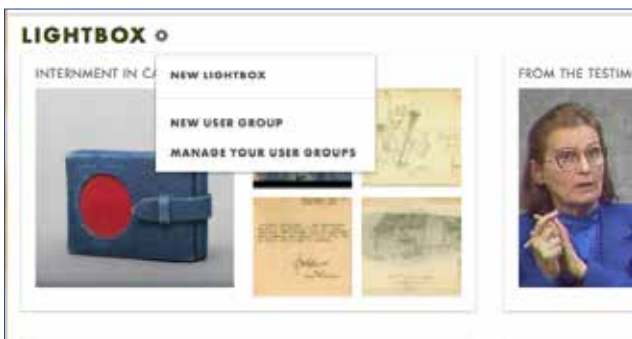 LIGHTBOX
INTERNMENT IN CA
NEW LIGHTBOX
NEW USER GROUP
MANAGE YOUR USER GROUPS
FROM THE TESTIM